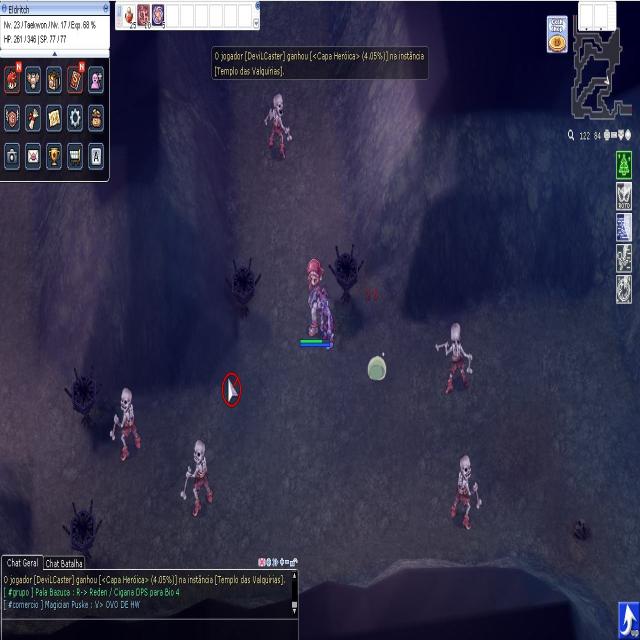 Eldritch
Nv. 23 / Taekwon / Nv. 17 / Exp. 68 %
HP. 261 / 346 | SP. 77 / 77
O jogador [DeviLCaster] ganhou [<Capa Heróica> (4.05%)] na instância
[Templo das Valquírias].
122 84
Chat Geral
Chat Batalha
O jogador [DeviLCaster] ganhou [<Capa Heróica> (4.05%)] na instância [Templo das Valquírias].
[ #grupo ] Pala Bazuca : R-> Reden / Cigana DPS para Bio 4
[ #comercio ] Magician Puske : V> OVO DE HW